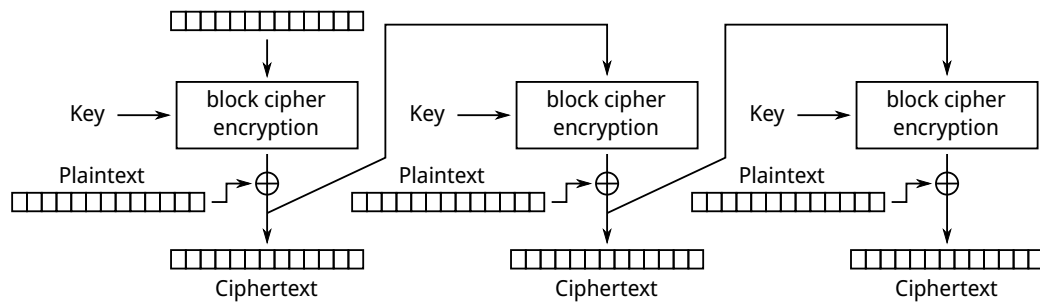 block cipher
encryption
Key
Plaintext
Ciphertext
block cipher
encryption
Key
Plaintext
Ciphertext
block cipher
encryption
Key
Plaintext
Ciphertext